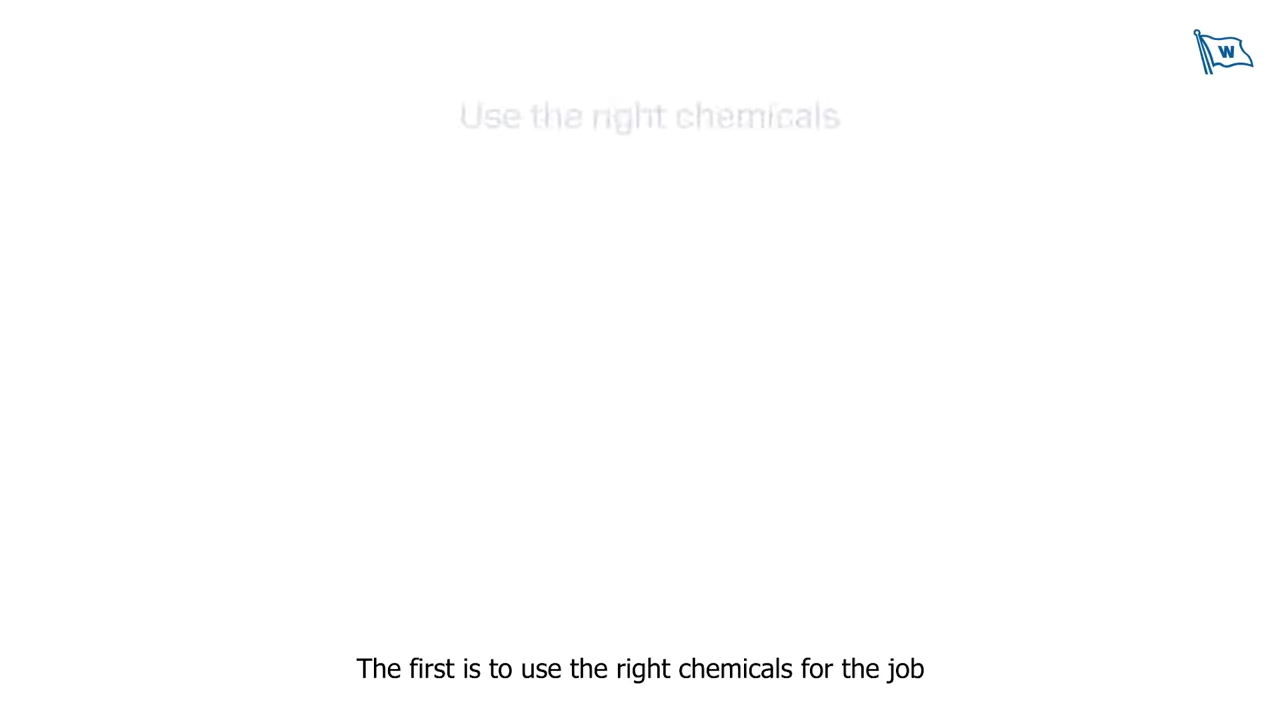 W
Use the right chemicals
The first is to use the right chemicals for the job